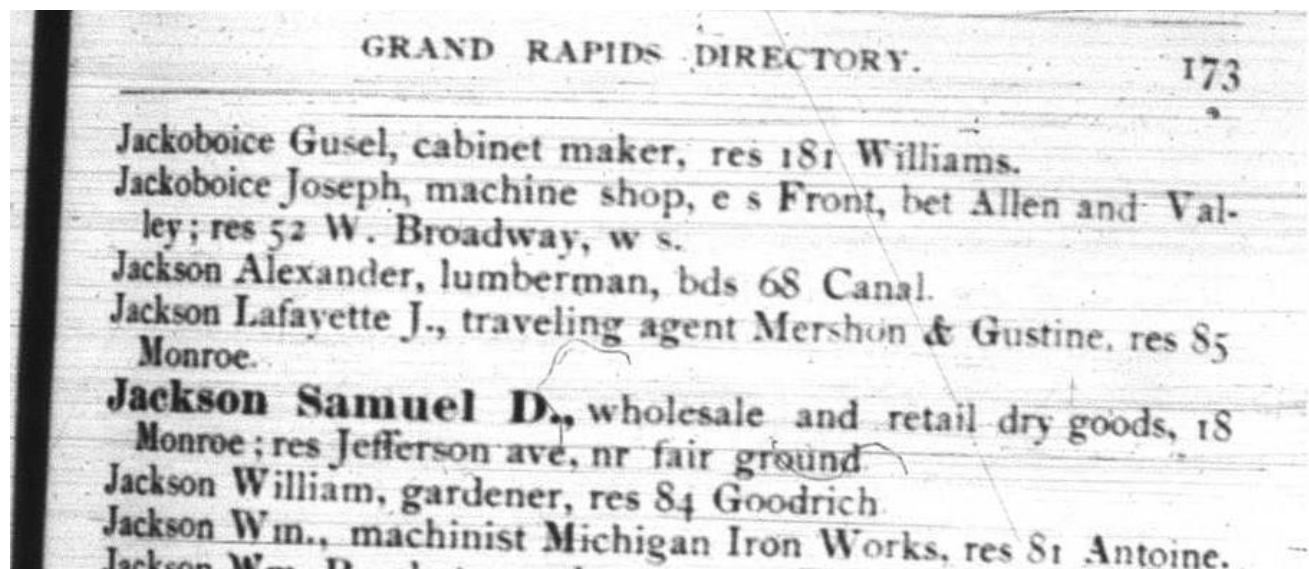 GRAND RAPIDS DIRECTORY.
173
Jackoboice Gusel, cabinet maker, res 181 Williams.
Jackoboice Joseph, machine shop, e s Front, bet Allen and Val-
ley; res 52 W. Broadway, w s.
Jackson Alexander, lumberman, bds 68 Canal.
Jackson Lafayette J., traveling agent Mershon & Gustine, res 85
Monroe.
Jackson Samuel D., wholesale and retail dry goods, 18
Monroe; res Jefferson ave, nr fair ground
Jackson William, gardener, res 84 Goodrich
Jackson Wm., machinist Michigan Iron Works, res 81 Antoine.
Jackson Wm